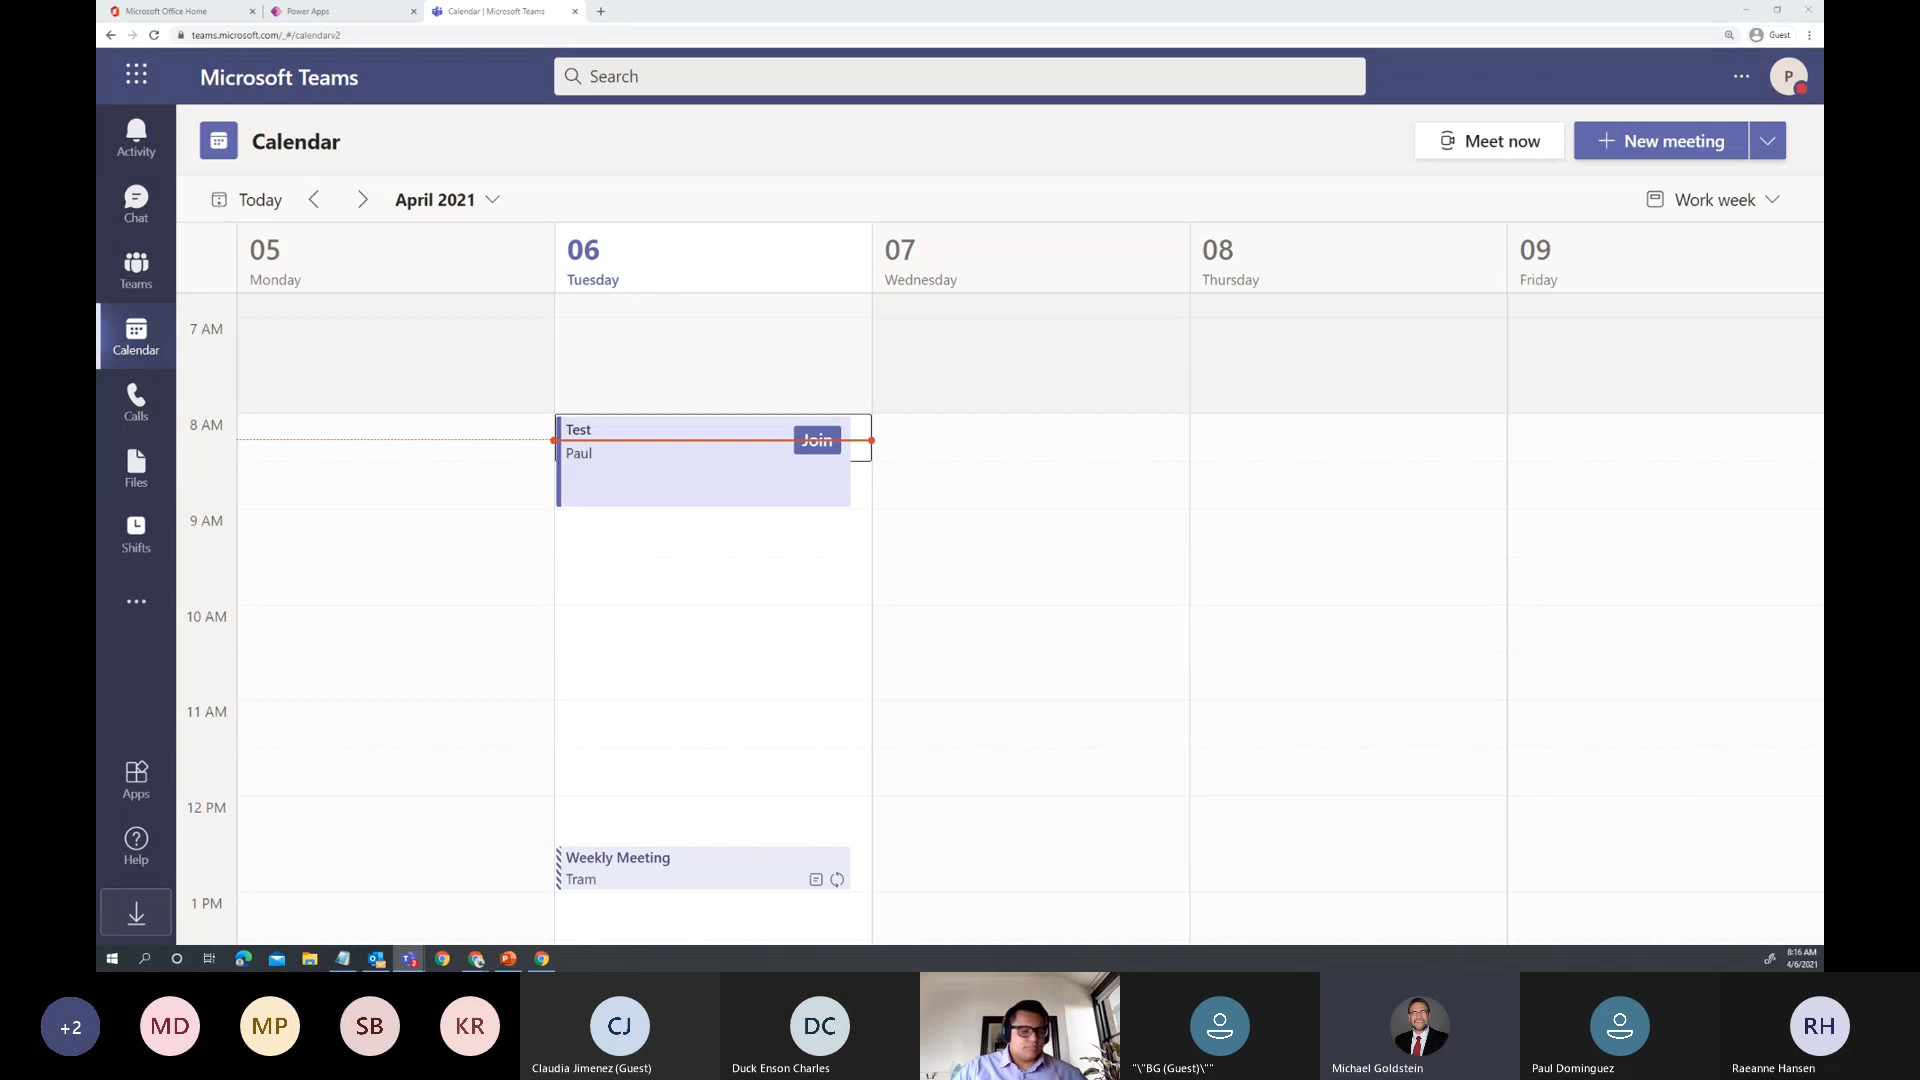 Microsoft Office Home
Power Apps
Calendar | Microsoft Teams
teams.microsoft.com/_#/calendarv2
Guest
Microsoft Teams
Search
P
Activity
Chat
Teams
Calendar
Calls
Files
Shifts
Apps
Help
Calendar
Meet now
New meeting
Today
April 2021
Work week
05
Monday
06
Tuesday
07
Wednesday
08
Thursday
09
Friday
7 AM
8 AM
9 AM
10 AM
11 AM
12 PM
1 PM
Test
Paul
Join
Weekly Meeting
Tram
8:16 AM
4/6/2021
+2
MD
MP
SB
KR
CJ
Claudia Jimenez (Guest)
DC
Duck Enson Charles
"\"BG (Guest)\""
Michael Goldstein
Paul Dominguez
RH
Raeanne Hansen